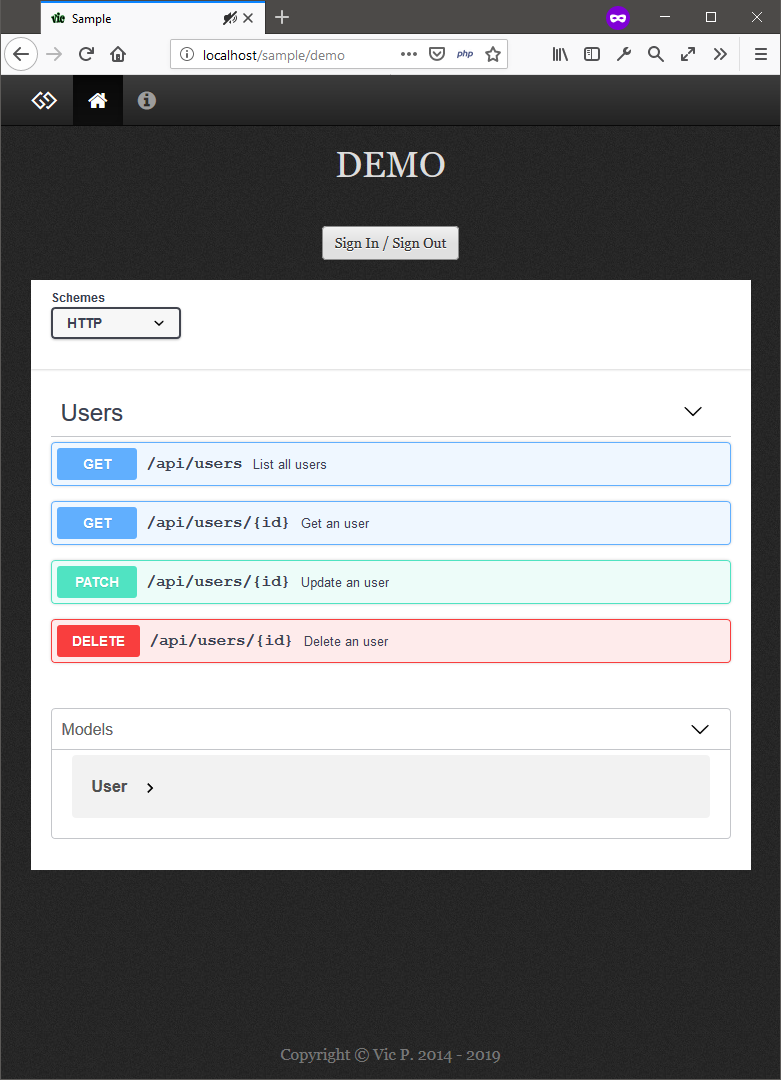 vic Sample
localhost/sample/demo
php
DEMO
Sign In / Sign Out
Schemes
HTTP
Users
GET /api/users List all users
GET /api/users/{id} Get an user
PATCH /api/users/{id} Update an user
DELETE /api/users/{id} Delete an user
Models
User
Copyright © Vic P. 2014 - 2019